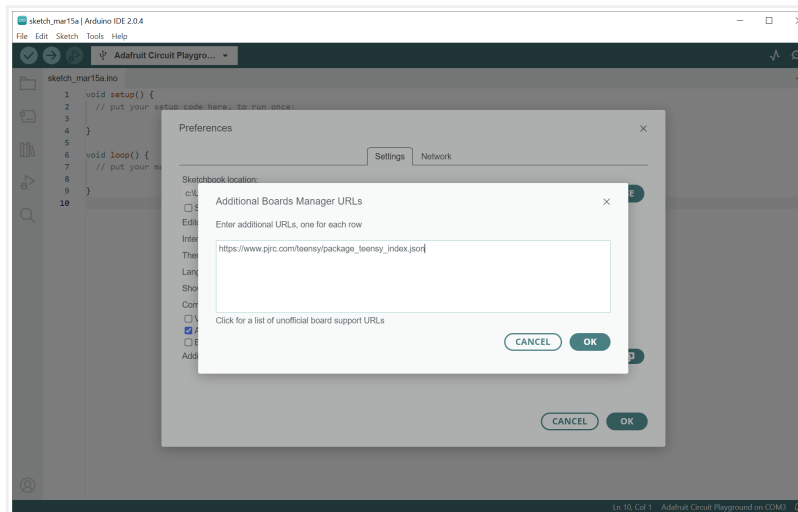 sketch_mar15a | Arduino IDE 2.0.4
File Edit Sketch Tools Help
Adafruit Circuit Playgro...
sketch_mar15a.ino
1 void setup() {
2 // put your setup code here, to run once:
3
4 }
5
6 void loop() {
7 // put your ma
8
9 }
10
Preferences
Settings Network
Sketchbook location:
c:\U
Edito
Inter
Lang
Additional Boards Manager URLs
Enter additional URLs, one for each row
https://www.pjrc.com/teensy/package_teensy_index.json
Click for a list of unofficial board support URLs
CANCEL OK
Addi
CANCEL OK
Ln 10, Col 1 Adafruit Circuit Playground on COM3